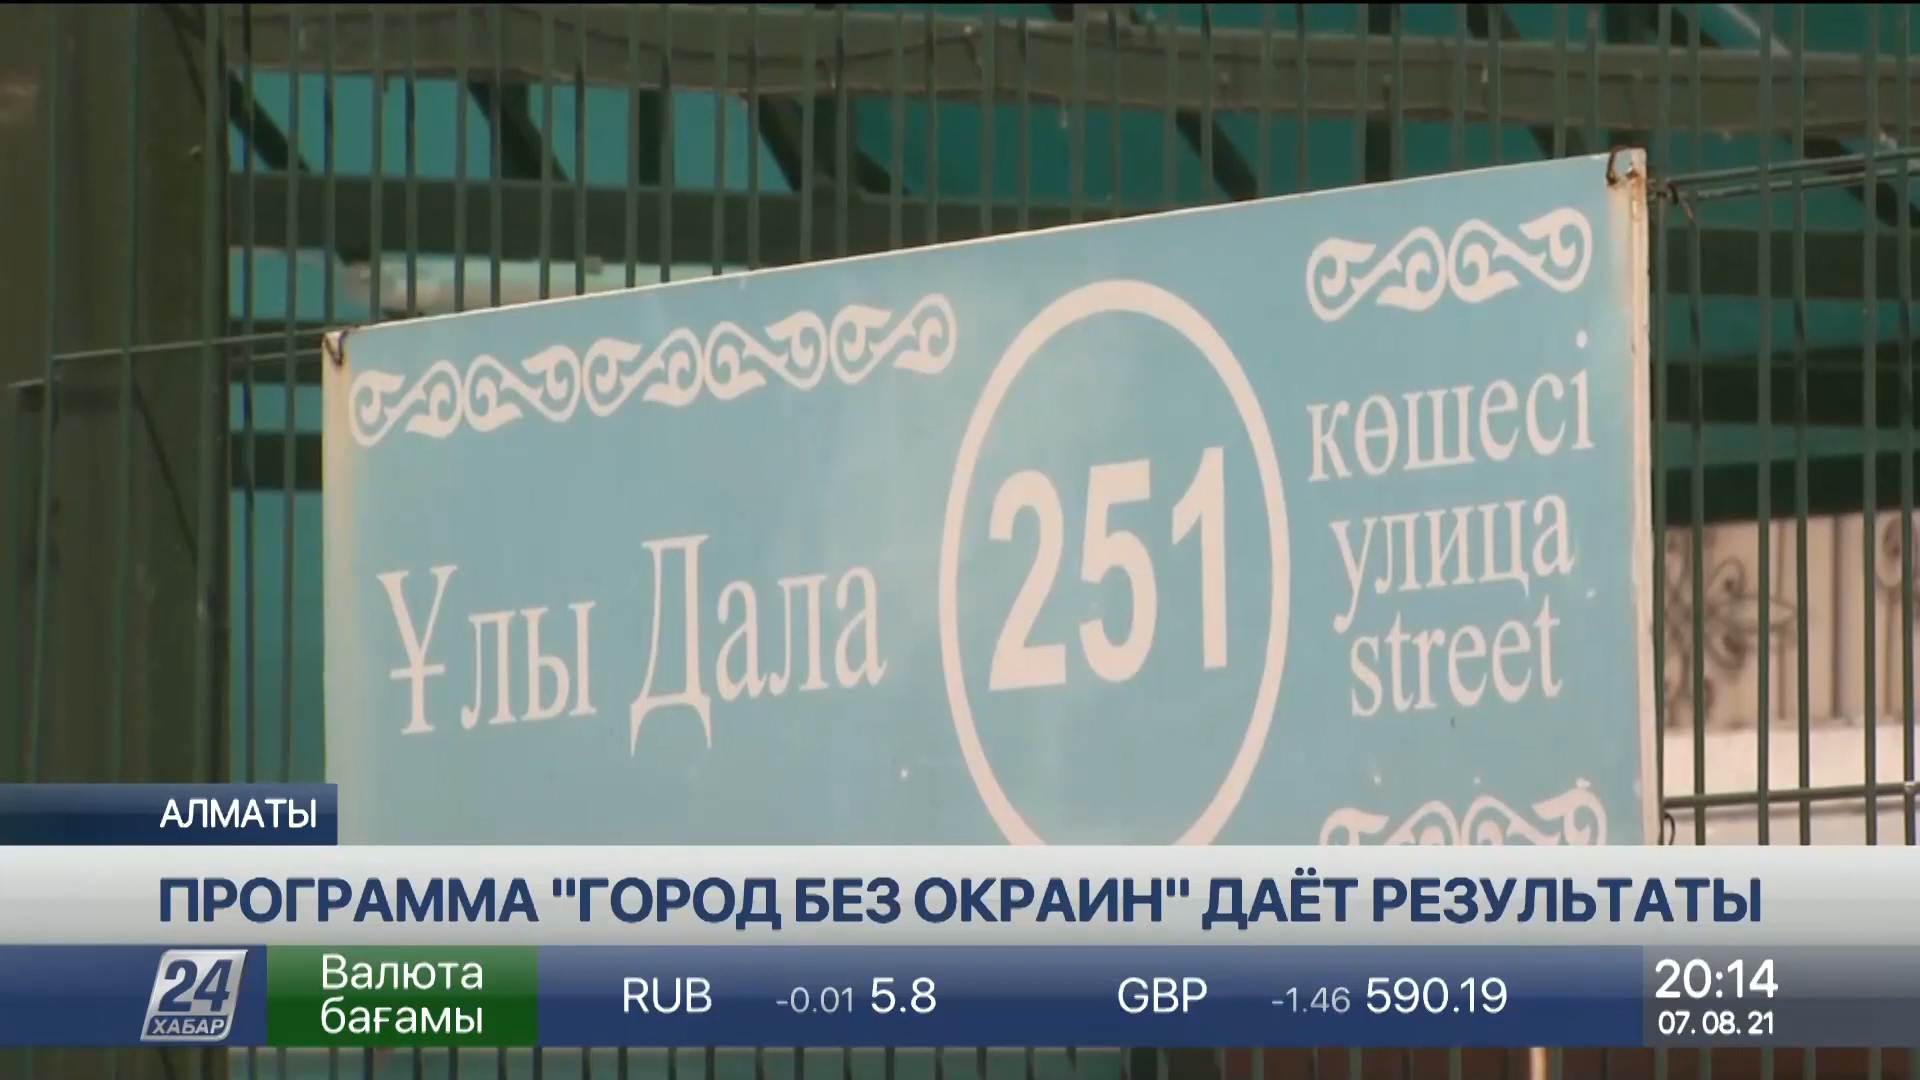 Ұлы Дала
251
көшесі
улица
street
АЛМАТЫ
ПРОГРАММА "ГОРОД БЕЗ ОКРАИН" ДАЁТ РЕЗУЛЬТАТЫ
24
ХАБАР
Валюта
бағамы
RUB -0.01 5.8 GBP -1.46 590.19
20:14
07. 08. 21